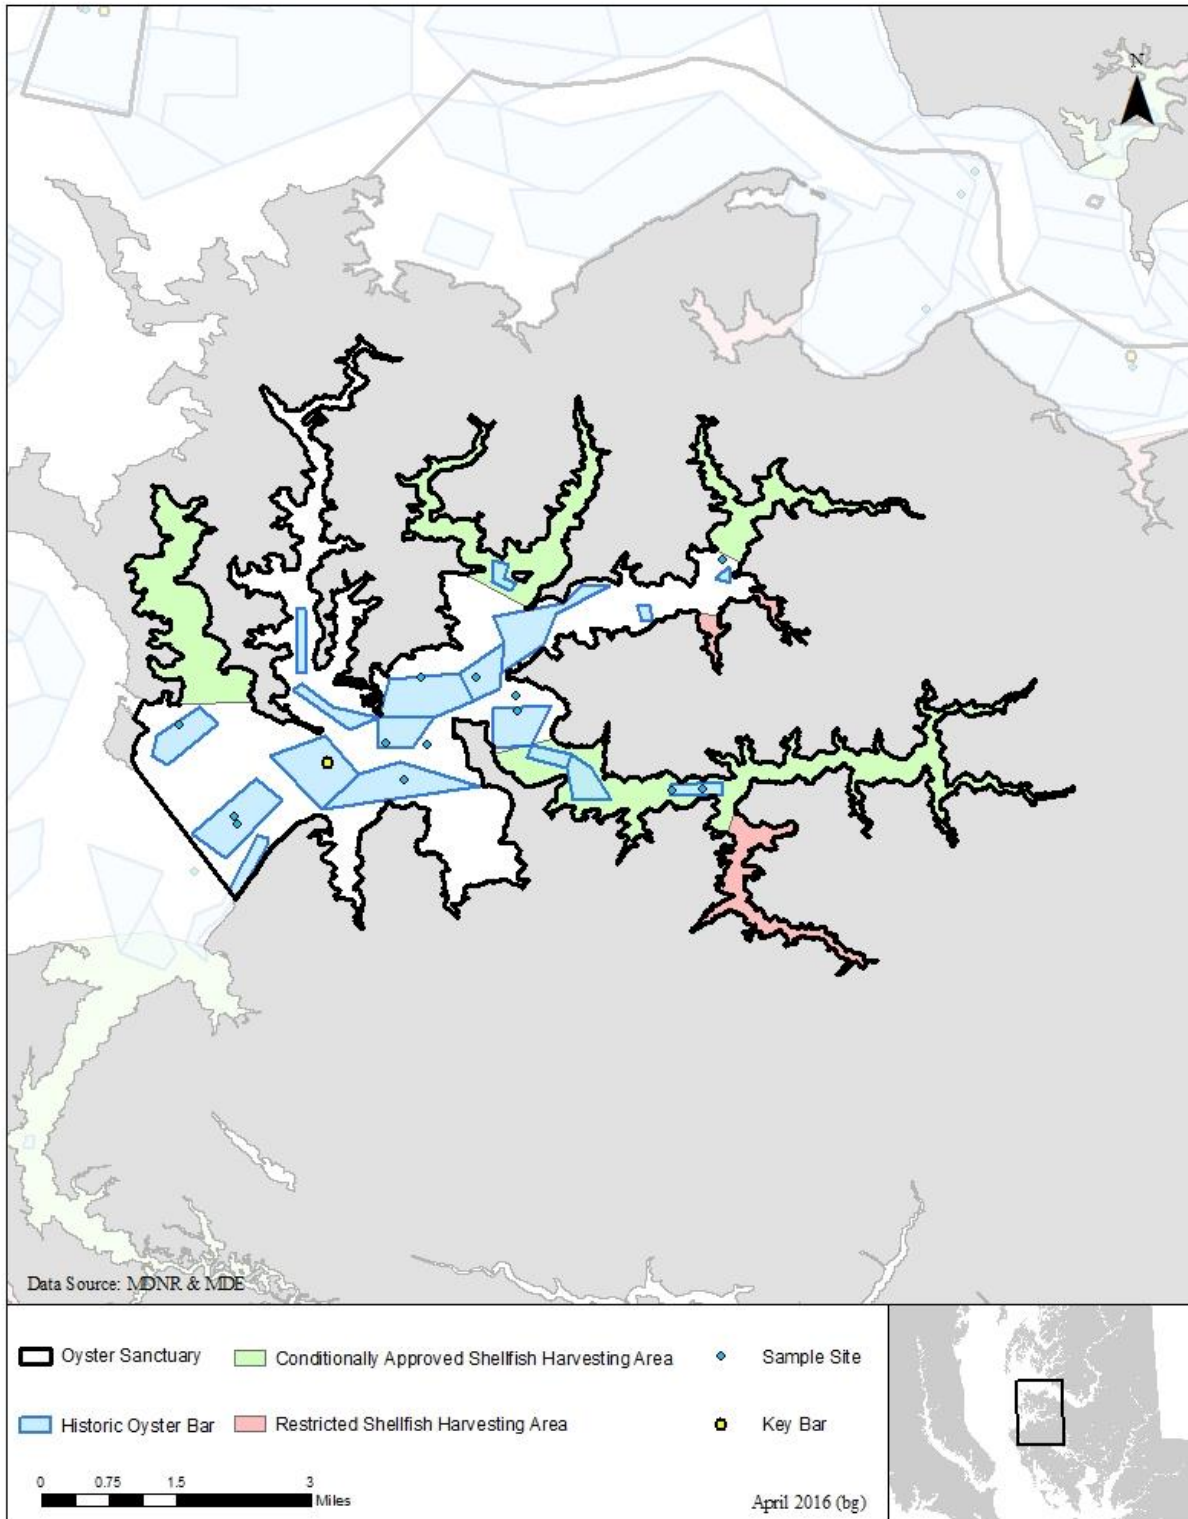 N
Data Source: MDNR & MDE
Oyster Sanctuary
Conditionally Approved Shellfish Harvesting Area
Sample Site
Historic Oyster Bar
Restricted Shellfish Harvesting Area
Key Bar
0 0.75 1.5 3
Miles
April 2016 (bg)